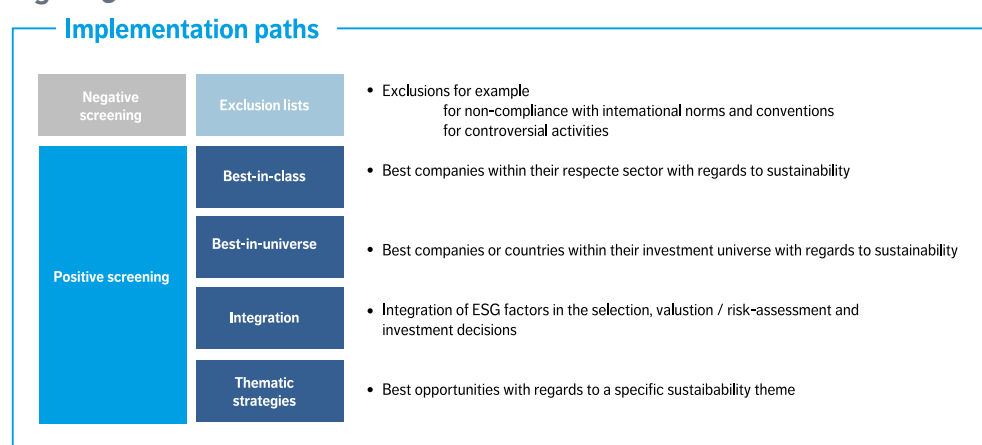 Implementation paths
Negative
screening
Exclusion lists
• Exclusions for example
for non-compliance with international norms and conventions
for controversial activities
Positive screening
Best-in-class
• Best companies within their respecte sector with regards to sustainability
Best-in-universe
• Best companies or countries within their investment universe with regards to sustainability
Integration
• Integration of ESG factors in the selection, valustion / risk-assessment and
investment decisions
Thematic
strategies
• Best opportunities with regards to a specific sustaibability theme